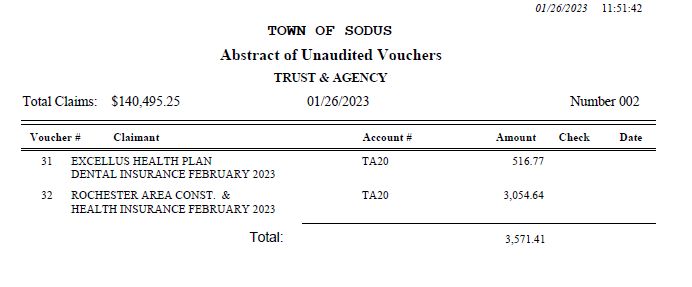 01/26/2023 11:51:42
TOWN OF SODUS
Abstract of Unaudited Vouchers
TRUST & AGENCY
Total Claims: $140,495.25 01/26/2023 Number 002
Voucher # Claimant Account # Amount Check Date
31 EXCELLUS HEALTH PLAN TA20 516.77
DENTAL INSURANCE FEBRUARY 2023
32 ROCHESTER AREA CONST. & TA20 3,054.64
HEALTH INSURANCE FEBRUARY 2023
Total: 3,571.41